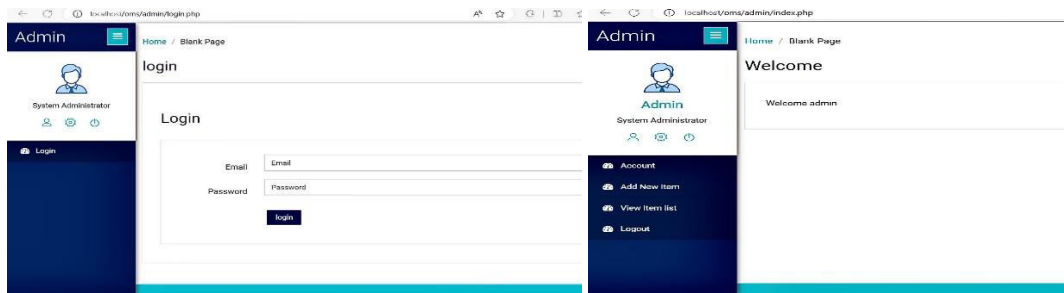 localhost/oms/admin/login.php
Admin
Home / Blank Page
login
System Administrator
Login
Login
Email
Email
Password
Password
login
localhost/oms/admin/index.php
Admin
Home / Blank Page
Welcome
Welcome admin
Admin
System Administrator
Account
Add New Item
View Item list
Logout